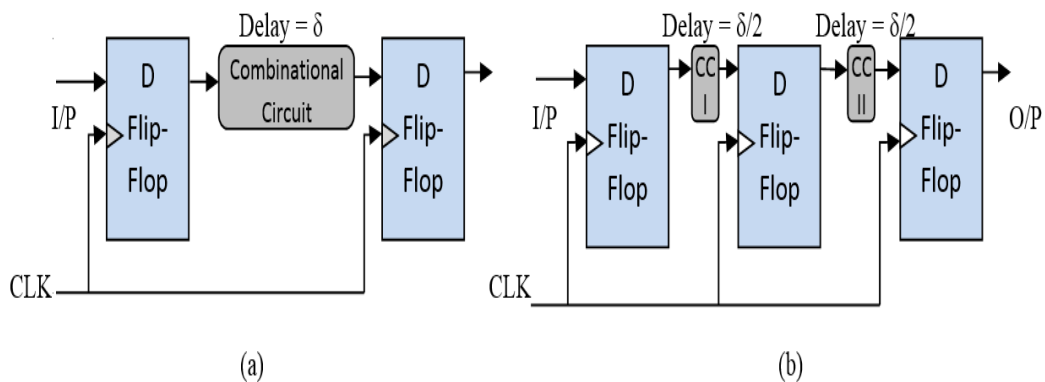 Delay = δ
D
Flip-
Flop
Combinational
Circuit
D
Flip-
Flop
I/P
CLK
(a)
Delay = δ/2
Delay = δ/2
D
Flip-
Flop
CC
I
D
Flip-
Flop
CC
II
D
Flip-
Flop
I/P
O/P
CLK
(b)